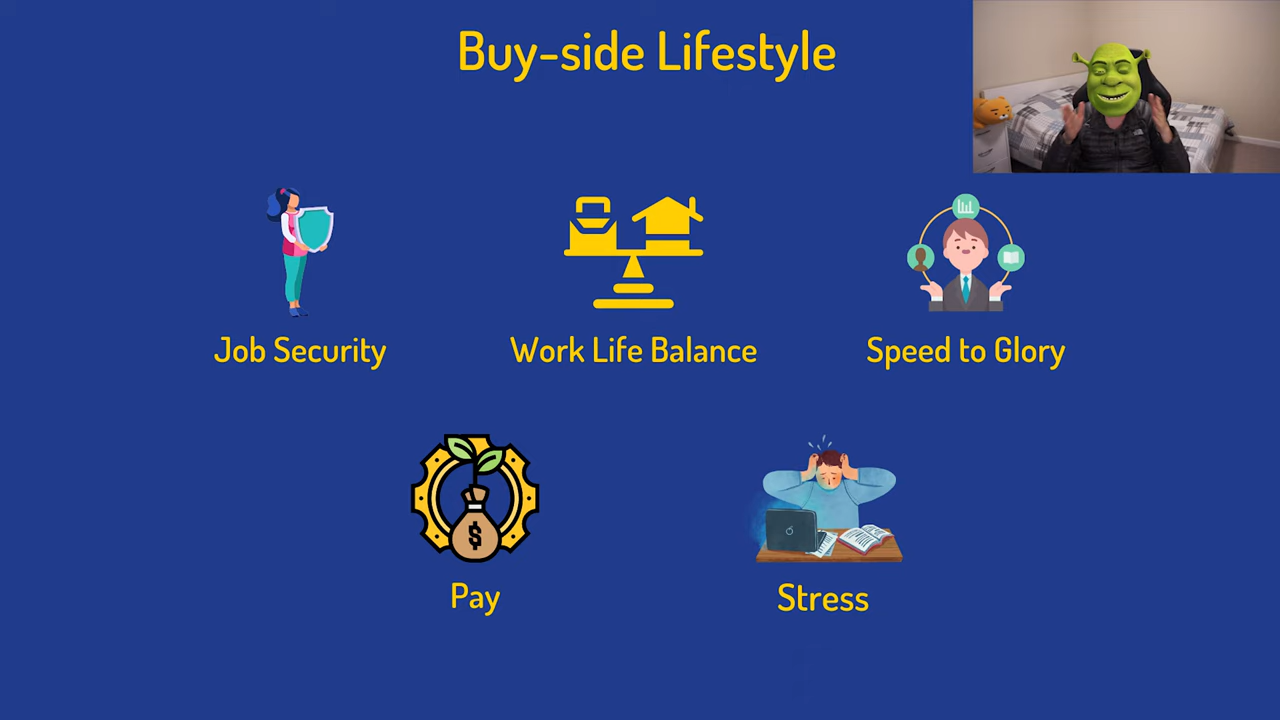 Buy-side Lifestyle
Job Security
Work Life Balance
Speed to Glory
$
Pay
Stress